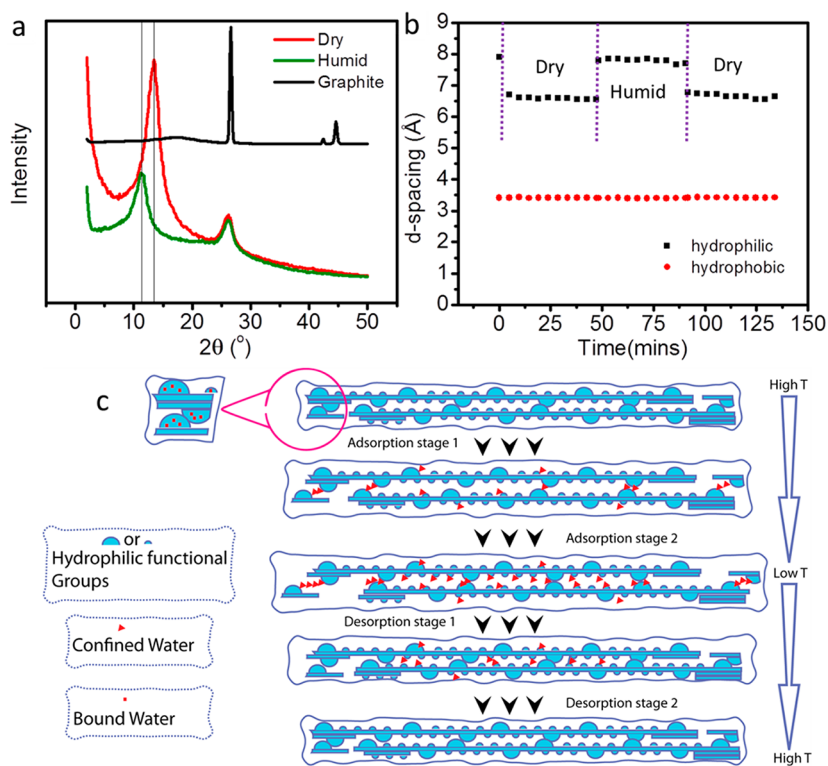 a
Dry
Humid
Graphite
Intensity
0 10 20 30 40 50
2θ (°)
b
9
8
7
6
5
4
3
2
1
0
d-spacing (Å)
Dry
Humid
Dry
hydrophilic
hydrophobic
0 25 50 75 100 125 150
Time(mins)
c
High T
Adsorption stage 1
Adsorption stage 2
Low T
Desorption stage 1
Desorption stage 2
High T
or
Hydrophilic functional
Groups
Confined Water
Bound Water